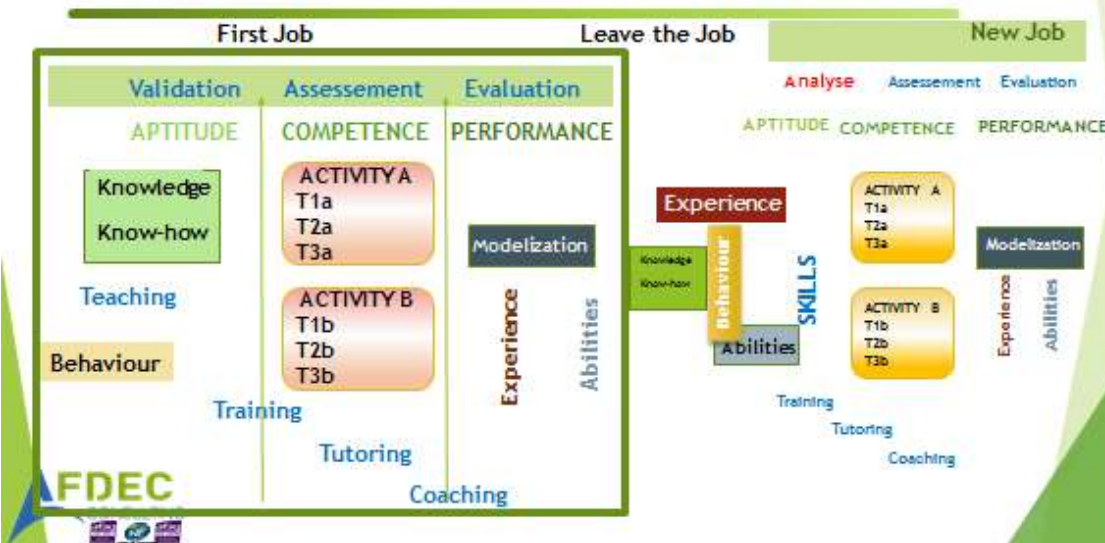 First Job
Leave the Job
New Job
Validation
Assessement
Evaluation
APTITUDE
COMPETENCE
PERFORMANCE
Knowledge
Know-how
Teaching
Behaviour
ACTIVITY A
T1a
T2a
T3a
ACTIVITY B
T1b
T2b
T3b
Modelization
Experience
Abilities
Training
Tutoring
Coaching
Experience
Knowledge
Know-how
Behaviour
Abilities
SKILLS
Analyse
Assessement
Evaluation
APTITUDE
COMPETENCE
PERFORMANCE
ACTIVITY A
T1a
T2a
T3a
ACTIVITY B
T1b
T2b
T3b
Modelization
Experience
Abilities
Training
Tutoring
Coaching
AFDEC